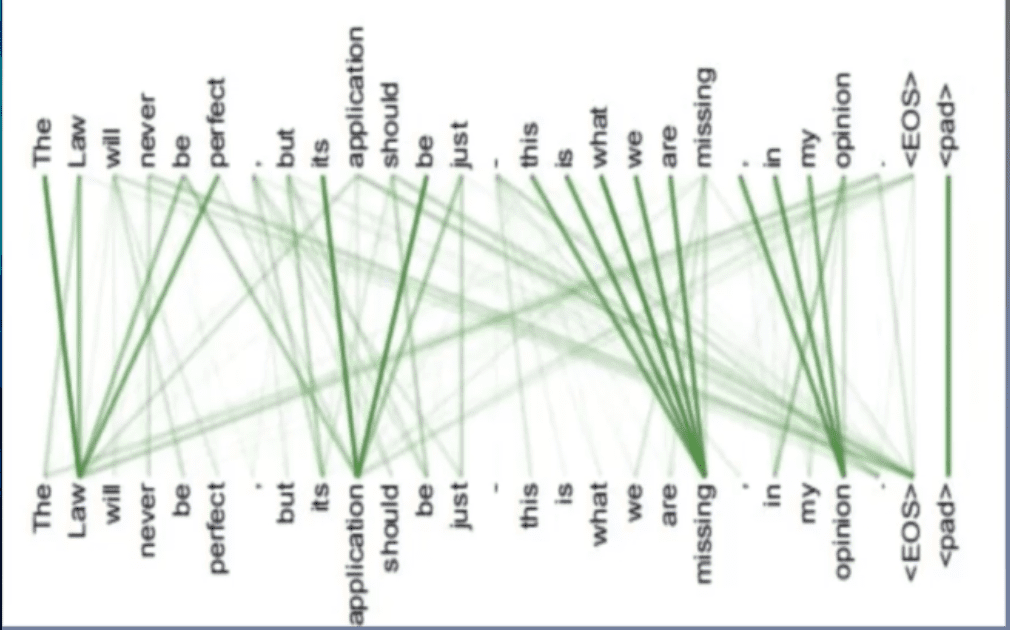 The Law will never be perfect , but its application should be just - this is what we are missing , in my opinion . <EOS> <pad>
The Law will never be perfect , but its application should be just - this is what we are missing , in my opinion . <EOS> <pad>